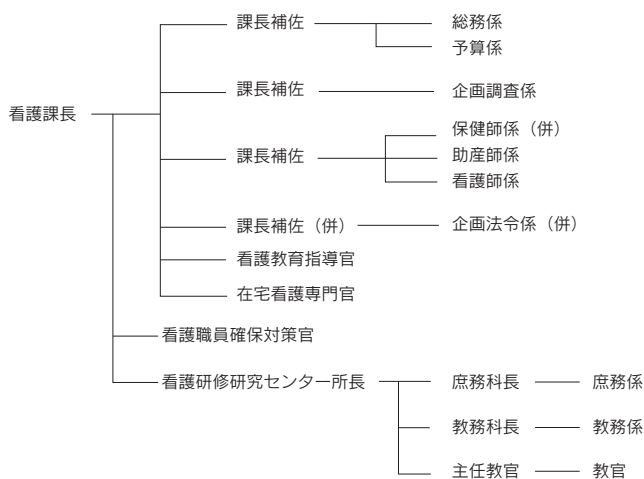 課長補佐 総務係
予算係
課長補佐 企画調査係
看護課長
保健師係（併）
課長補佐 助産師係
看護師係
課長補佐（併） 企画法令係（併）
看護教育指導官
在宅看護専門官
看護職員確保対策官
看護研修研究センター所長 庶務科長 庶務係
教務科長 教務係
主任教官 教官